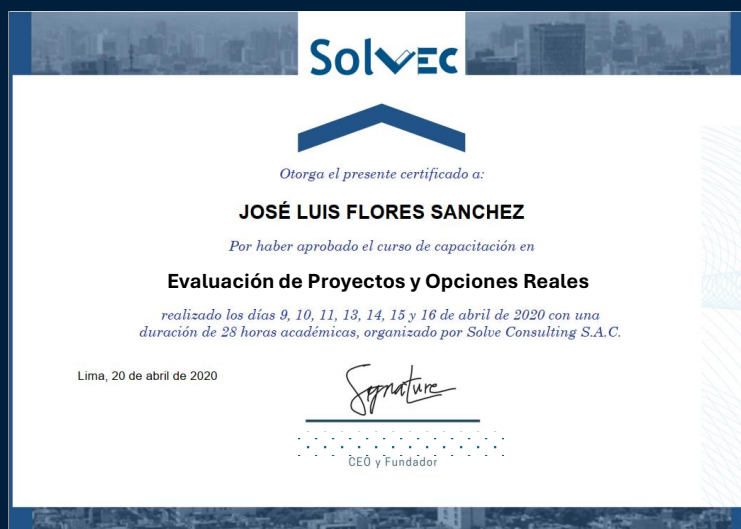 Solvec
Otorga el presente certificado a:
JOSÉ LUIS FLORES SANCHEZ
Por haber aprobado el curso de capacitación en
Evaluación de Proyectos y Opciones Reales
realizado los días 9, 10, 11, 13, 14, 15 y 16 de abril de 2020 con una
duración de 28 horas académicas, organizado por Solve Consulting S.A.C.
Lima, 20 de abril de 2020
Signature
CEO y Fundador